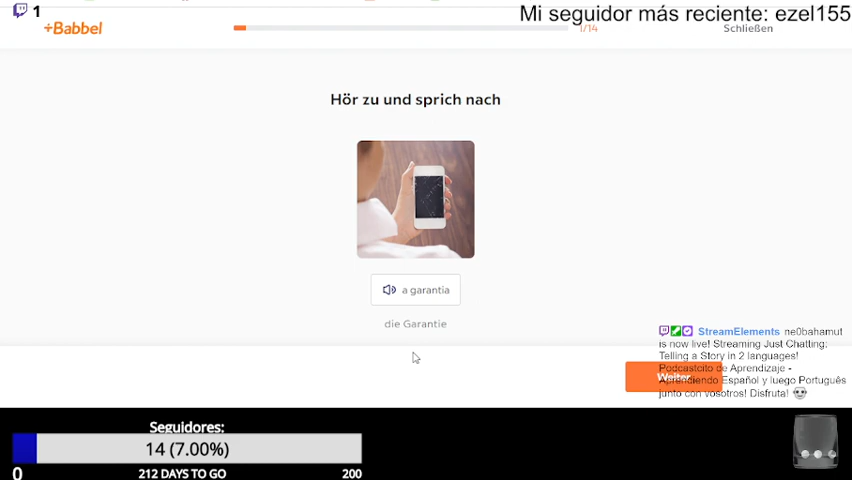 1
Mi seguidor más reciente: ezel155
+Babbel
1/14
Schließen
Hör zu und sprich nach
a garantia
die Garantie
StreamElements ne0bahamut
is now live! Streaming Just Chatting:
Telling a Story in 2 languages!
Podcastcito de Aprendizaje -
Aprendiendo Español y luego Português
junto con vosotros! Disfruta!
Weiter
Seguidores:
14 (7.00%)
0
212 DAYS TO GO
200